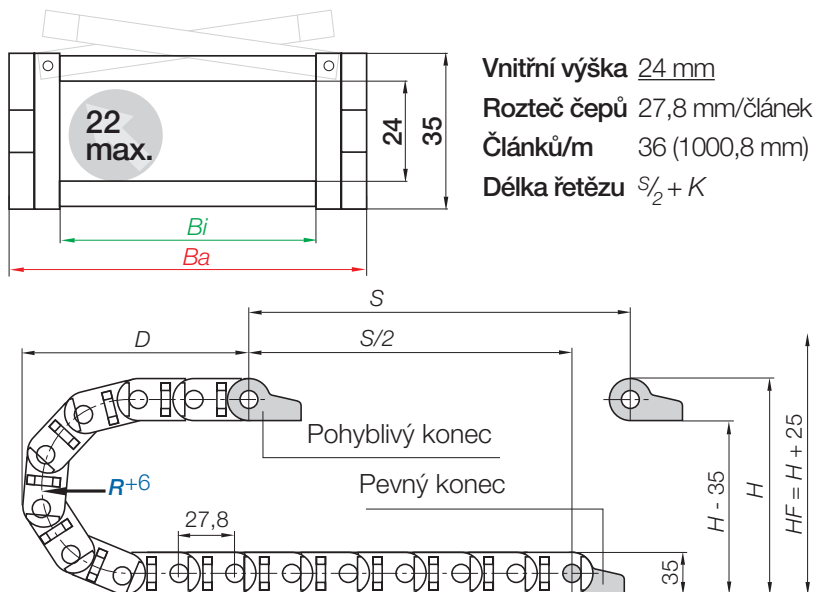 22
max.
24
35
Bi
Ba
Vnitřní výška 24 mm
Rozteč čepů 27,8 mm/článek
Článků/m 36 (1000,8 mm)
Délka řetězu S/2 + K
S
D
S/2
Pohyblivý konec
R+6
Pevný konec
27,8
35
H - 35
H
HF = H + 25